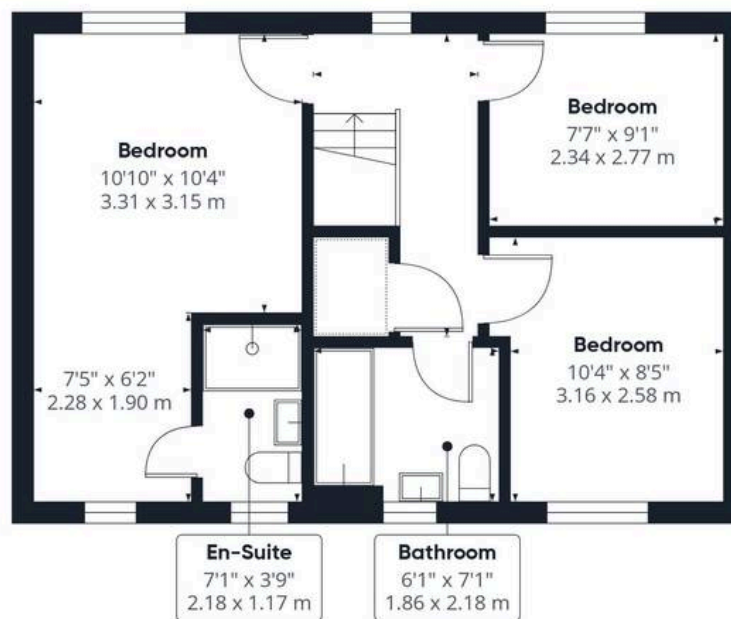 Bedroom
10'10" x 10'4"
3.31 x 3.15 m
Bedroom
7'7" x 9'1"
2.34 x 2.77 m
7'5" x 6'2"
2.28 x 1.90 m
Bedroom
10'4" x 8'5"
3.16 x 2.58 m
En-Suite
7'1" x 3'9"
2.18 x 1.17 m
Bathroom
6'1" x 7'1"
1.86 x 2.18 m